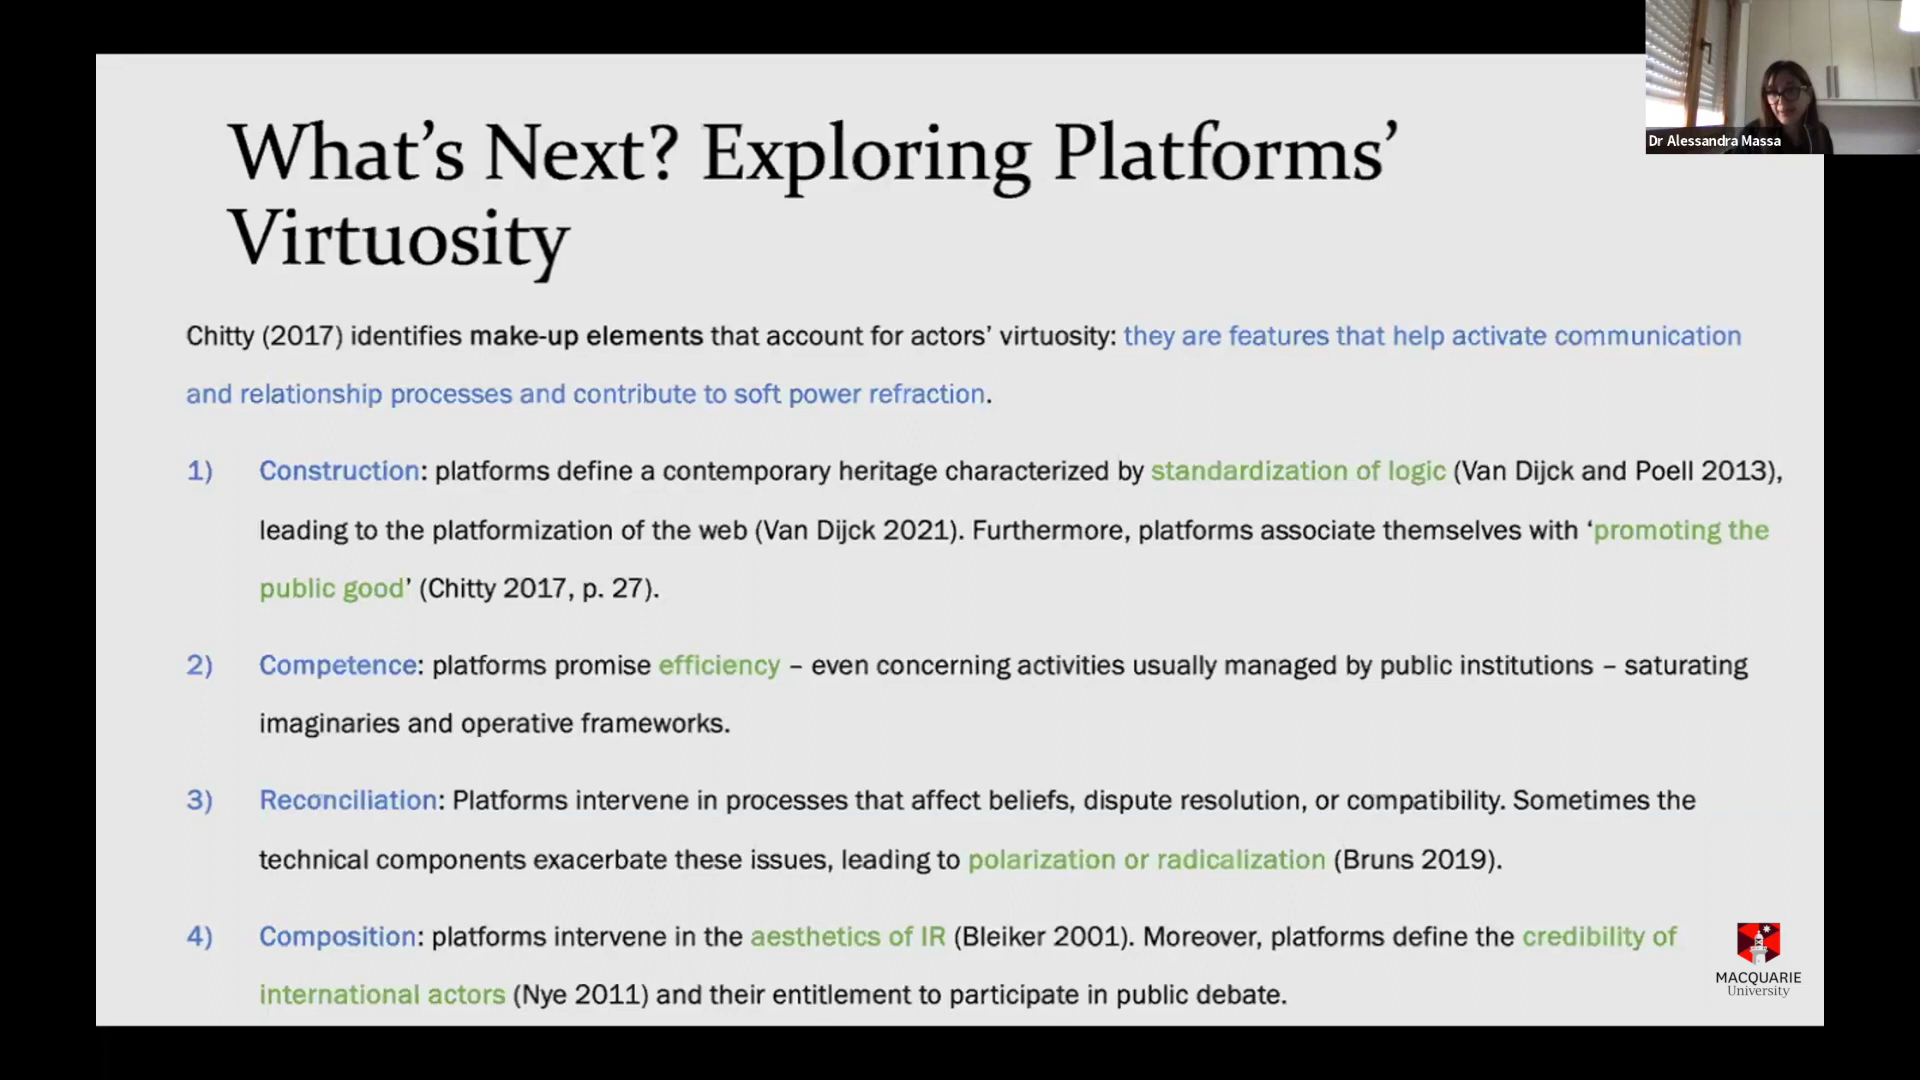 Dr Alessandra Massa
What’s Next? Exploring Platforms’
Virtuosity
Chitty (2017) identifies make-up elements that account for actors’ virtuosity: they are features that help activate communication
and relationship processes and contribute to soft power refraction.
1) Construction: platforms define a contemporary heritage characterized by standardization of logic (Van Dijck and Poell 2013),
leading to the platformization of the web (Van Dijck 2021). Furthermore, platforms associate themselves with ‘promoting the
public good’ (Chitty 2017, p. 27).
2) Competence: platforms promise efficiency – even concerning activities usually managed by public institutions – saturating
imaginaries and operative frameworks.
3) Reconciliation: Platforms intervene in processes that affect beliefs, dispute resolution, or compatibility. Sometimes the
technical components exacerbate these issues, leading to polarization or radicalization (Bruns 2019).
4) Composition: platforms intervene in the aesthetics of IR (Bleiker 2001). Moreover, platforms define the credibility of
international actors (Nye 2011) and their entitlement to participate in public debate.
MACQUARIE
University